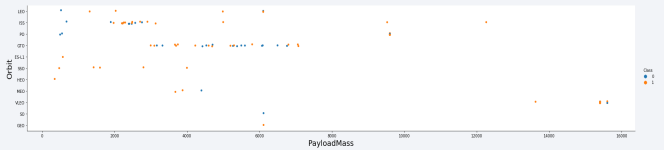 LEO
ISS
PO
GTO
ES-L1
SSO
HEO
MEO
VLEO
SO
GEO
Orbit
0
2000
4000
6000
8000
10000
12000
14000
16000
PayloadMass
Class
0
1